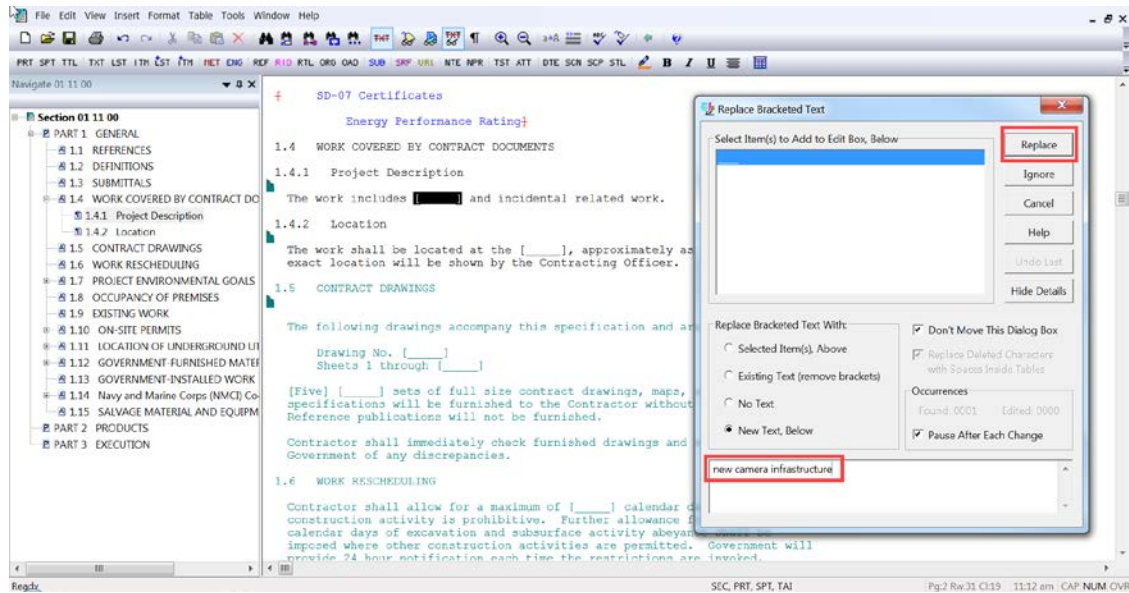 File Edit View Insert Format Table Tools Window Help
PRT SPT TTL TXT LST ITM LST ITM MET ENG REF RID RTL ORG OAD SUB SRF URL NTE NPR TST ATT DTE SCN SCP STL B I U
Navigate 01 11 00
Section 01 11 00
PART 1 GENERAL
1.1 REFERENCES
1.2 DEFINITIONS
1.3 SUBMITTALS
1.4 WORK COVERED BY CONTRACT DO
1.4.1 Project Description
1.4.2 Location
1.5 CONTRACT DRAWINGS
1.6 WORK RESCHEDULING
1.7 PROJECT ENVIRONMENTAL GOALS
1.8 OCCUPANCY OF PREMISES
1.9 EXISTING WORK
1.10 ON-SITE PERMITS
1.11 LOCATION OF UNDERGROUND UT
1.12 GOVERNMENT-FURNISHED MATER
1.13 GOVERNMENT-INSTALLED WORK
1.14 Navy and Marine Corps (NMCI) Co
1.15 SALVAGE MATERIAL AND EQUIPM
PART 2 PRODUCTS
PART 3 EXECUTION
[
SD-07 Certificates
Energy Performance Rating]
1.4 WORK COVERED BY CONTRACT DOCUMENTS
1.4.1 Project Description
The work includes [_____] and incidental related work.
1.4.2 Location
The work shall be located at the [_____], approximately as
exact location will be shown by the Contracting Officer.
1.5 CONTRACT DRAWINGS
The following drawings accompany this specification and ar
Drawing No. [_____]
Sheets 1 through [_____]
[Five] [_____] sets of full size contract drawings, maps,
specifications will be furnished to the Contractor without
Reference publications will not be furnished.
Contractor shall immediately check furnished drawings and
Government of any discrepancies.
1.6 WORK RESCHEDULING
Contractor shall allow for a maximum of [_____] calendar d
construction activity is prohibitive. Further allowance f
calendar days of excavation and subsurface activity abeyance shall be
imposed where other construction activities are permitted. Government will
provide 24 hour notification each time the restrictions are invoked.
Replace Bracketed Text
Select Item(s) to Add to Edit Box, Below
_____
Replace
Ignore
Cancel
Help
Undo Last
Hide Details
Replace Bracketed Text With:
Selected Item(s), Above
Existing Text (remove brackets)
No Text
New Text, Below
Don't Move This Dialog Box
Replace Deleted Characters
with Spaces Inside Tables
Occurrences
Found: 0001 Edited: 0000
Pause After Each Change
new camera infrastructure
Ready
SEC, PRT, SPT, TAI
Pg:2 Rw:31 Cl:19 11:12 am CAP NUM OVR